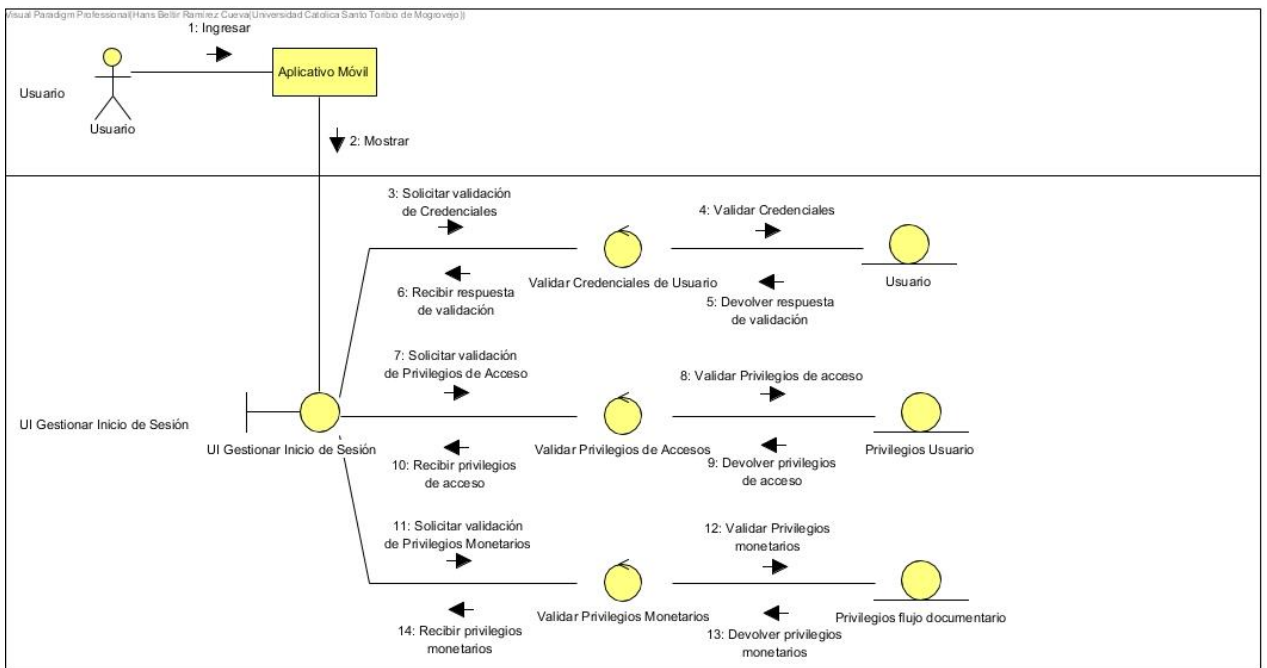 Visual Paradigm Professional(Hans Beltir Ramirez Cueva(Universidad Catolica Santo Toribio de Mogrovejo))
1: Ingresar
Aplicativo Móvil
Usuario
Usuario
2: Mostrar
3: Solicitar validación
de Credenciales
4: Validar Credenciales
Validar Credenciales de Usuario
Usuario
6: Recibir respuesta
de validación
5: Devolver respuesta
de validación
7: Solicitar validación
de Privilegios de Acceso
8: Validar Privilegios de acceso
UI Gestionar Inicio de Sesión
UI Gestionar Inicio de Sesión
Validar Privilegios de Accesos
Privilegios Usuario
10: Recibir privilegios
de acceso
9: Devolver privilegios
de acceso
11: Solicitar validación
de Privilegios Monetarios
12: Validar Privilegios
monetarios
Validar Privilegios Monetarios
Privilegios flujo documentario
14: Recibir privilegios
monetarios
13: Devolver privilegios
monetarios